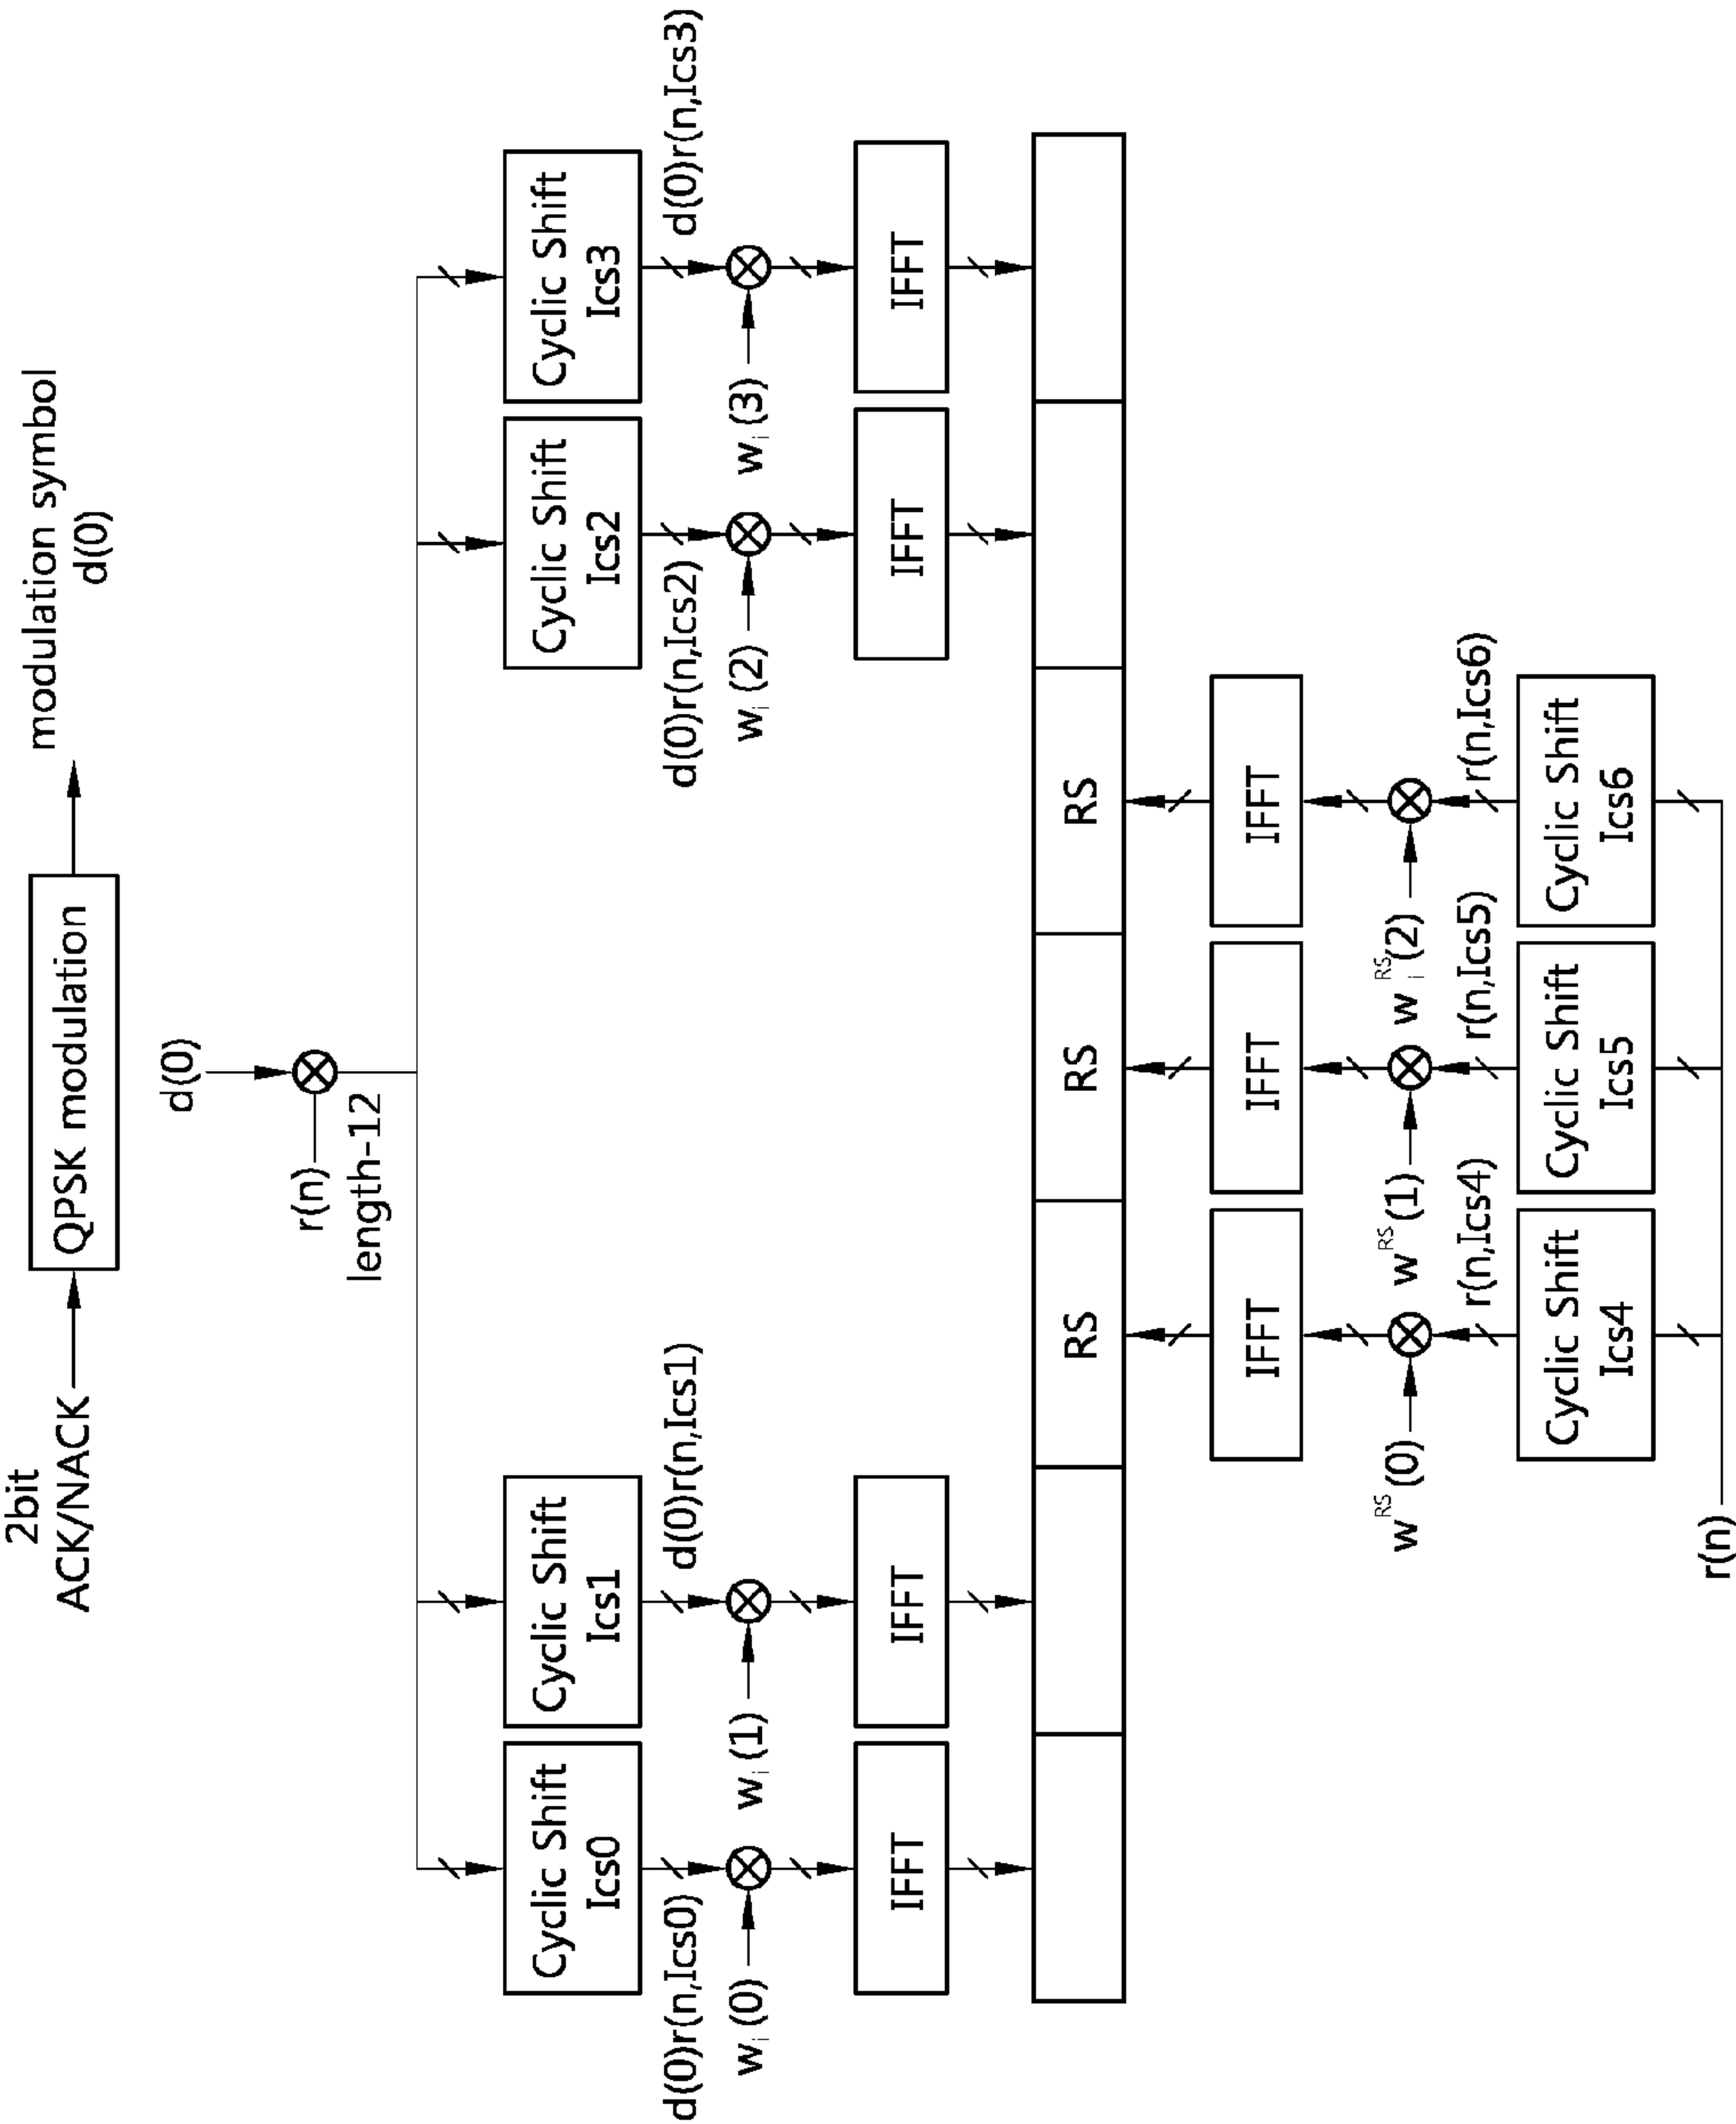 2bit
ACK/NACK
QPSK modulation
modulation symbol
d(0)
d(0)
r(n)
length-12
Cyclic Shift
Ics0
Cyclic Shift
Ics1
Cyclic Shift
Ics2
Cyclic Shift
Ics3
d(0)r(n,Ics0)
d(0)r(n,Ics1)
d(0)r(n,Ics2)
d(0)r(n,Ics3)
wᵢ(0)
wᵢ(1)
wᵢ(2)
wᵢ(3)
IFFT
IFFT
IFFT
IFFT
RS
RS
RS
IFFT
IFFT
IFFT
w^RS(0)
w^RS(1)
wᵢ^RS(2)
r(n,Ics4)
r(n,Ics5)
r(n,Ics6)
Cyclic Shift
Ics4
Cyclic Shift
Ics5
Cyclic Shift
Ics6
r(n)